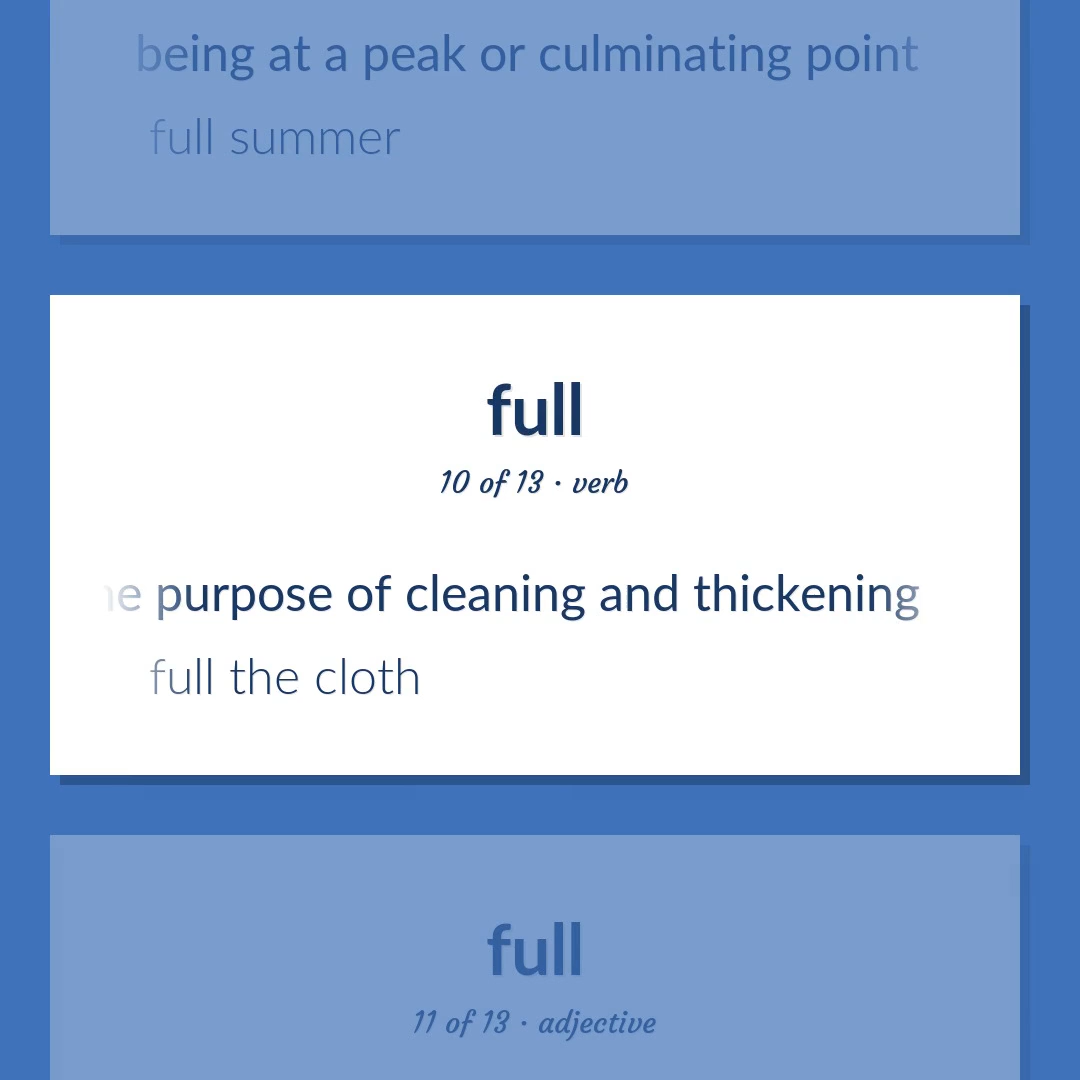 being at a peak or culminating point
full summer
full
10 of 13 · verb
purpose of cleaning and thickening
full the cloth
full
11 of 13 · adjective